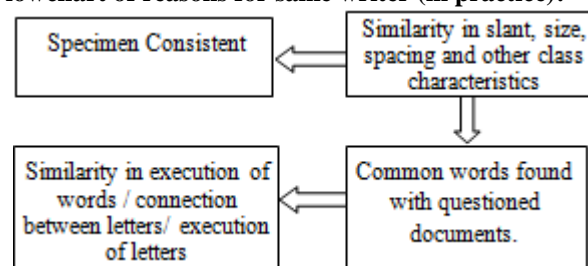 lowchart of reasons for same writer (in practice):
Specimen Consistent
Similarity in slant, size,
spacing and other class
characteristics
Similarity in execution of
words / connection
between letters/ execution
of letters
Common words found
with questioned
documents.